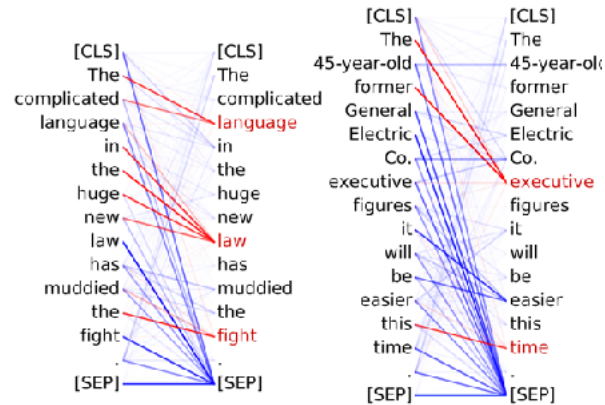 [CLS] [CLS]
The The
complicated complicated
language language
in in
the the
huge huge
new new
law law
has has
muddied muddied
the the
fight fight
. .
[SEP] [SEP]
[CLS] [CLS]
The The
45-year-old 45-year-old
former former
General General
Electric Electric
Co. Co.
executive executive
figures figures
it it
will will
be be
easier easier
this this
time time
. .
[SEP] [SEP]